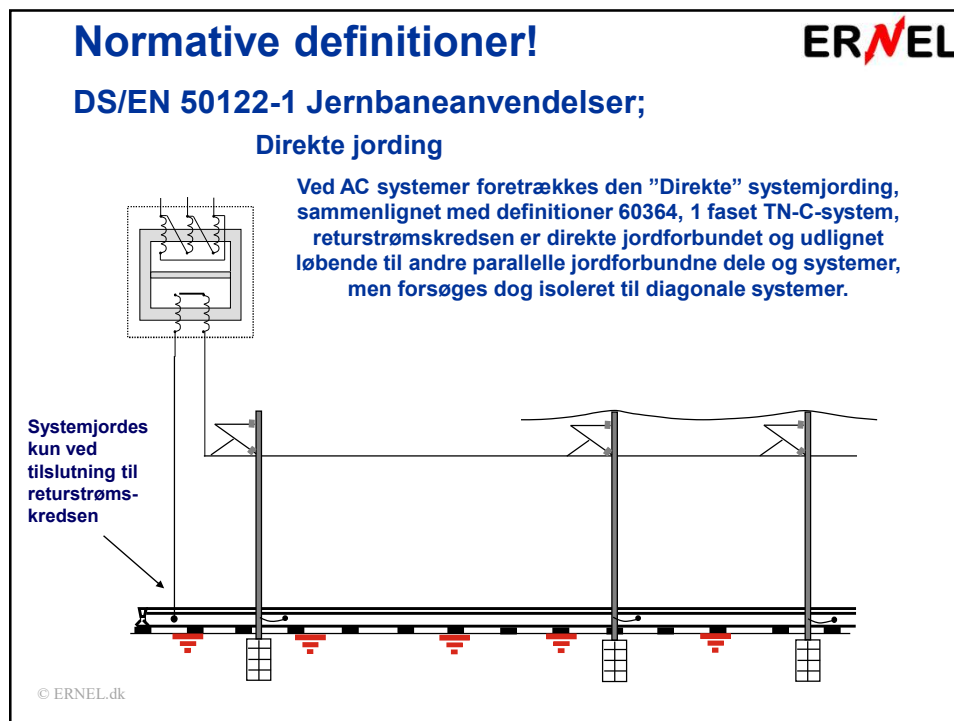 Normative definitioner!
ERNEL
DS/EN 50122-1 Jernbaneanvendelser;
Direkte jording
Ved AC systemer foretrækkes den ”Direkte” systemjording,
sammenlignet med definitioner 60364, 1 faset TN-C-system,
returstrømskredsen er direkte jordforbundet og udlignet
løbende til andre parallelle jordforbundne dele og systemer,
men forsøges dog isoleret til diagonale systemer.
Systemjordes
kun ved
tilslutning til
returstrøms-
kredsen
© ERNEL.dk